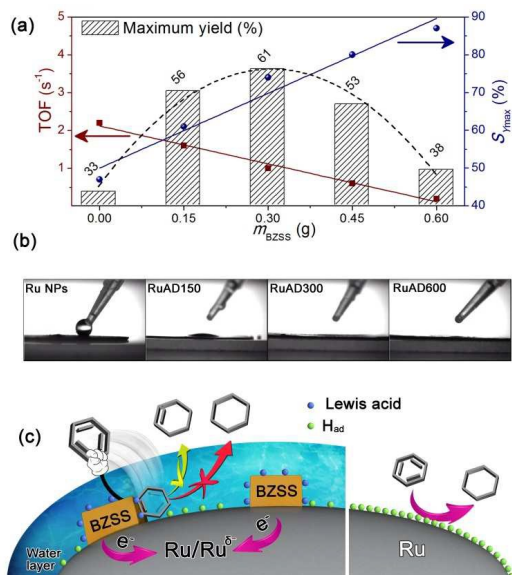 (a)
Maximum yield (%)
TOF (s⁻¹)
5
4
3
2
1
33
56
61
53
38
90
80
70
60
50
40
S_Ymax (%)
0.00 0.15 0.30 0.45 0.60
m_BZSS (g)
(b)
Ru NPs RuAD150 RuAD300 RuAD600
(c)
Lewis acid
H_ad
BZSS
BZSS
e⁻
e⁻
Water
layer
Ru/Ru^δ-
Ru